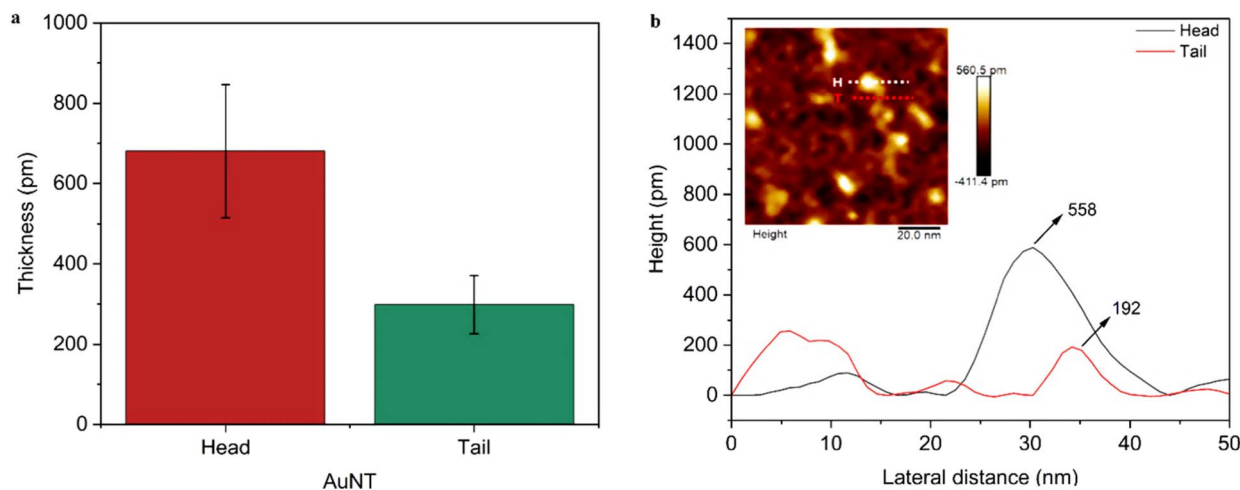 a
1000
800
600
400
200
0
Thickness (pm)
Head
Tail
AuNT
b
1400
1200
1000
800
600
400
200
0
Height (pm)
Head
Tail
560.5 pm
-411.4 pm
H
T
Height
20.0 nm
558
192
0
10
20
30
40
50
Lateral distance (nm)